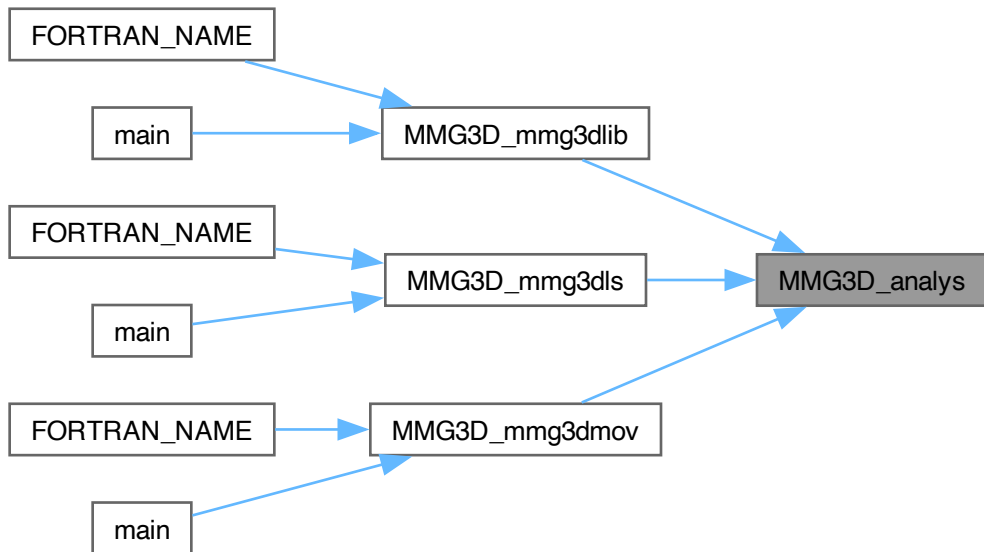 FORTRAN_NAME
main
MMG3D_mmg3dlib
FORTRAN_NAME
MMG3D_mmg3dls
MMG3D_analys
main
FORTRAN_NAME
MMG3D_mmg3dmov
main